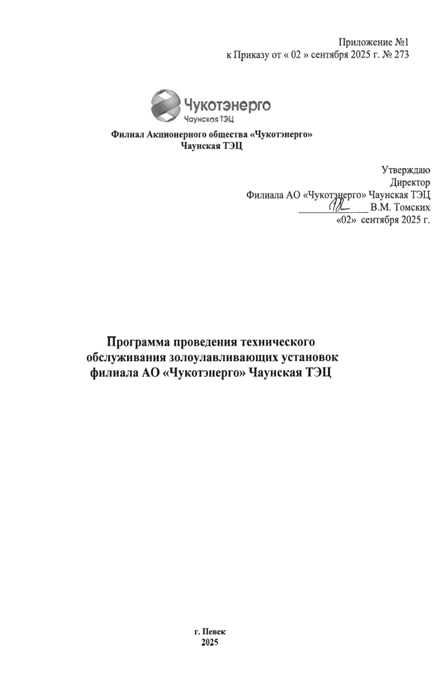 Приложение №1
к Приказу от « 02 » сентября 2025 г. № 273
Чукотэнерго
Чаунская ТЭЦ
Филиал Акционерного общества «Чукотэнерго»
Чаунская ТЭЦ
Утверждаю
Директор
Филиала АО «Чукотэнерго» Чаунская ТЭЦ
В.М. Томских
«02» сентября 2025 г.
Программа проведения технического
обслуживания золоулавливающих установок
филиала АО «Чукотэнерго» Чаунская ТЭЦ
г. Певек
2025